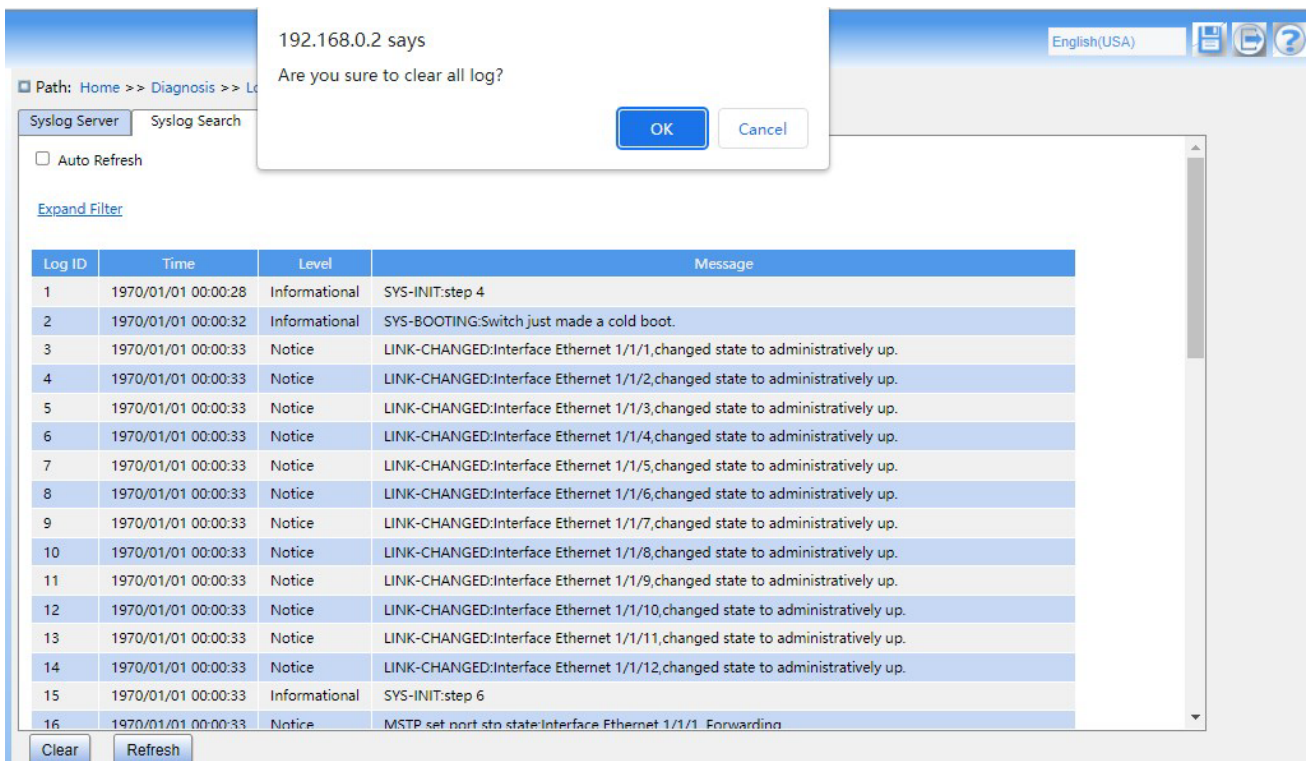 192.168.0.2 says
Are you sure to clear all log?
OK Cancel
English(USA)
Path: Home >> Diagnosis >>
Syslog Server Syslog Search
Auto Refresh
Expand Filter
Log ID Time Level Message
1 1970/01/01 00:00:28 Informational SYS-INIT:step 4
2 1970/01/01 00:00:32 Informational SYS-BOOTING:Switch just made a cold boot.
3 1970/01/01 00:00:33 Notice LINK-CHANGED:Interface Ethernet 1/1/1,changed state to administratively up.
4 1970/01/01 00:00:33 Notice LINK-CHANGED:Interface Ethernet 1/1/2,changed state to administratively up.
5 1970/01/01 00:00:33 Notice LINK-CHANGED:Interface Ethernet 1/1/3,changed state to administratively up.
6 1970/01/01 00:00:33 Notice LINK-CHANGED:Interface Ethernet 1/1/4,changed state to administratively up.
7 1970/01/01 00:00:33 Notice LINK-CHANGED:Interface Ethernet 1/1/5,changed state to administratively up.
8 1970/01/01 00:00:33 Notice LINK-CHANGED:Interface Ethernet 1/1/6,changed state to administratively up.
9 1970/01/01 00:00:33 Notice LINK-CHANGED:Interface Ethernet 1/1/7,changed state to administratively up.
10 1970/01/01 00:00:33 Notice LINK-CHANGED:Interface Ethernet 1/1/8,changed state to administratively up.
11 1970/01/01 00:00:33 Notice LINK-CHANGED:Interface Ethernet 1/1/9,changed state to administratively up.
12 1970/01/01 00:00:33 Notice LINK-CHANGED:Interface Ethernet 1/1/10,changed state to administratively up.
13 1970/01/01 00:00:33 Notice LINK-CHANGED:Interface Ethernet 1/1/11,changed state to administratively up.
14 1970/01/01 00:00:33 Notice LINK-CHANGED:Interface Ethernet 1/1/12,changed state to administratively up.
15 1970/01/01 00:00:33 Informational SYS-INIT:step 6
16 1970/01/01 00:00:33 Notice MSTP set port stp state:Interface Ethernet 1/1/1 Forwarding
Clear Refresh